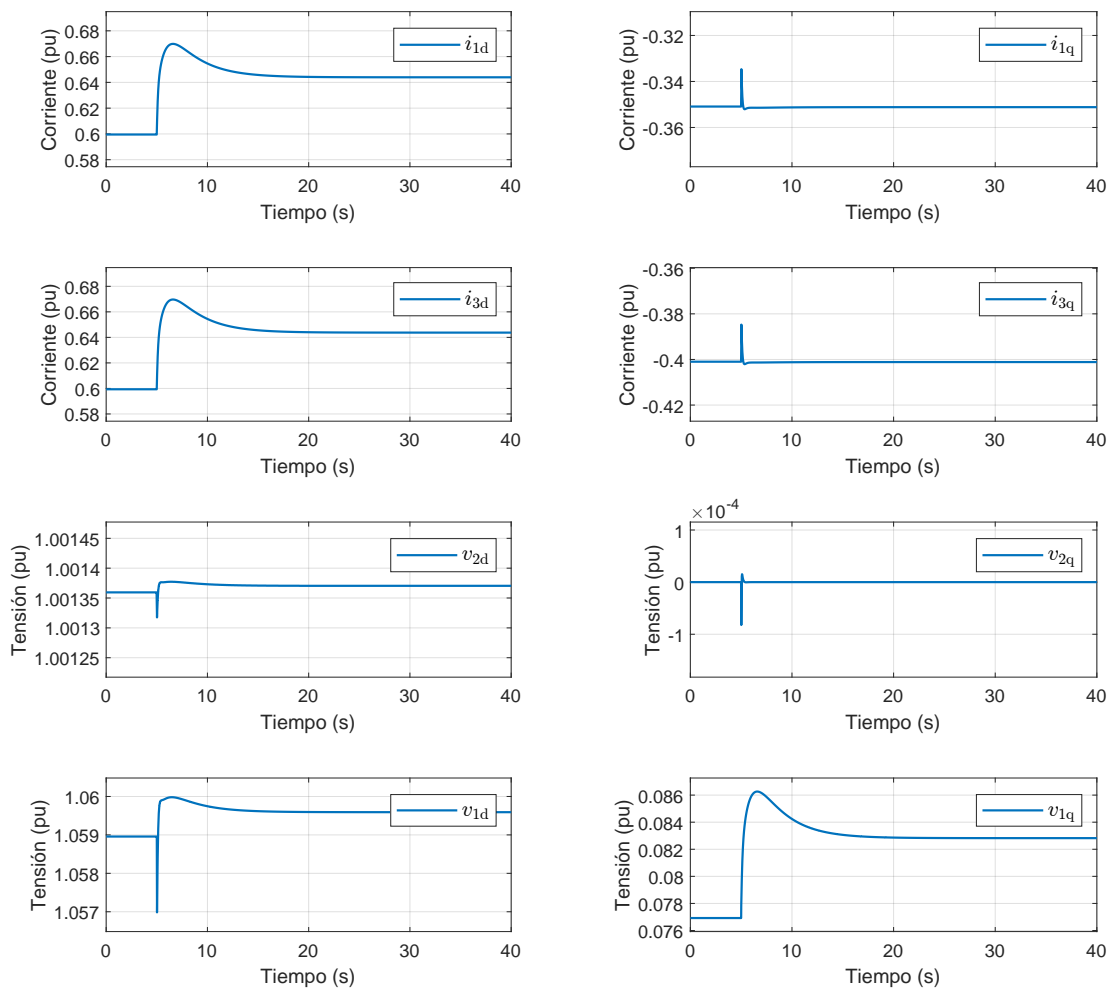 0.68
0.66
0.64
0.62
0.6
0.58
Corriente (pu)
i1d
0 10 20 30 40
Tiempo (s)
-0.32
-0.34
-0.36
Corriente (pu)
i1q
0 10 20 30 40
Tiempo (s)
0.68
0.66
0.64
0.62
0.6
0.58
Corriente (pu)
i3d
0 10 20 30 40
Tiempo (s)
-0.36
-0.38
-0.4
-0.42
Corriente (pu)
i3q
0 10 20 30 40
Tiempo (s)
1.00145
1.0014
1.00135
1.0013
1.00125
Tensión (pu)
v2d
0 10 20 30 40
Tiempo (s)
×10-4
1
0
-1
Tensión (pu)
v2q
0 10 20 30 40
Tiempo (s)
1.06
1.059
1.058
1.057
Tensión (pu)
v1d
0 10 20 30 40
Tiempo (s)
0.086
0.084
0.082
0.08
0.078
0.076
Tensión (pu)
v1q
0 10 20 30 40
Tiempo (s)